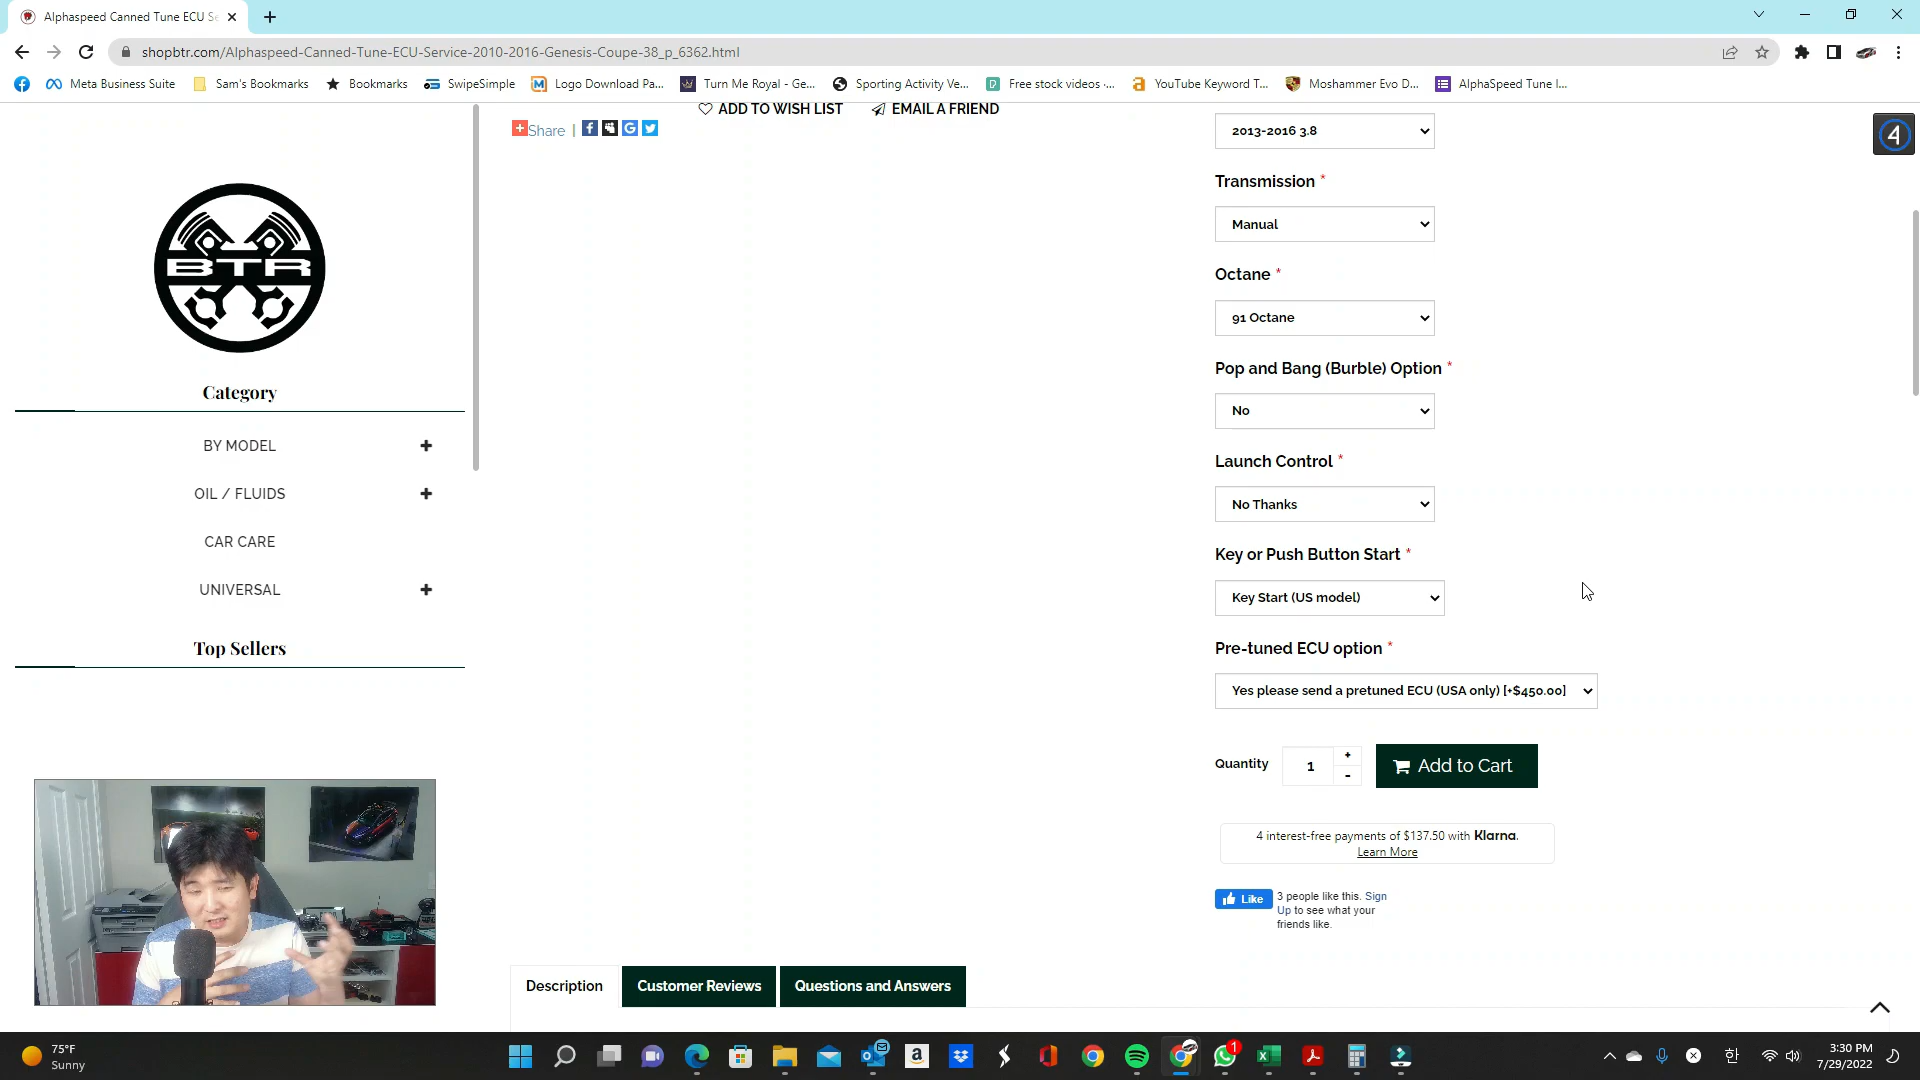 Alphaspeed Canned Tune ECU Se
shopbtr.com/Alphaspeed-Canned-Tune-ECU-Service-2010-2016-Genesis-Coupe-38_p_6362.html
Meta Business Suite
Sam's Bookmarks
Bookmarks
SwipeSimple
Logo Download Pa...
Turn Me Royal - Ge...
Sporting Activity Ve...
Free stock videos -...
YouTube Keyword T...
Moshammer Evo D...
AlphaSpeed Tune I...
ADD TO WISH LIST
EMAIL A FRIEND
Share |
2013-2016 3.8
4
Transmission *
Manual
Octane *
91 Octane
BTR
Pop and Bang (Burble) Option *
No
Category
BY MODEL
OIL / FLUIDS
CAR CARE
UNIVERSAL
Top Sellers
Launch Control *
No Thanks
Key or Push Button Start *
Key Start (US model)
Pre-tuned ECU option *
Yes please send a pretuned ECU (USA only) [+$450.00]
Quantity
1
+
-
Add to Cart
4 interest-free payments of $137.50 with Klarna.
Learn More
Like
3 people like this. Sign
Up to see what your
friends like.
Description
Customer Reviews
Questions and Answers
75°F
Sunny
1
한
3:30 PM
7/29/2022